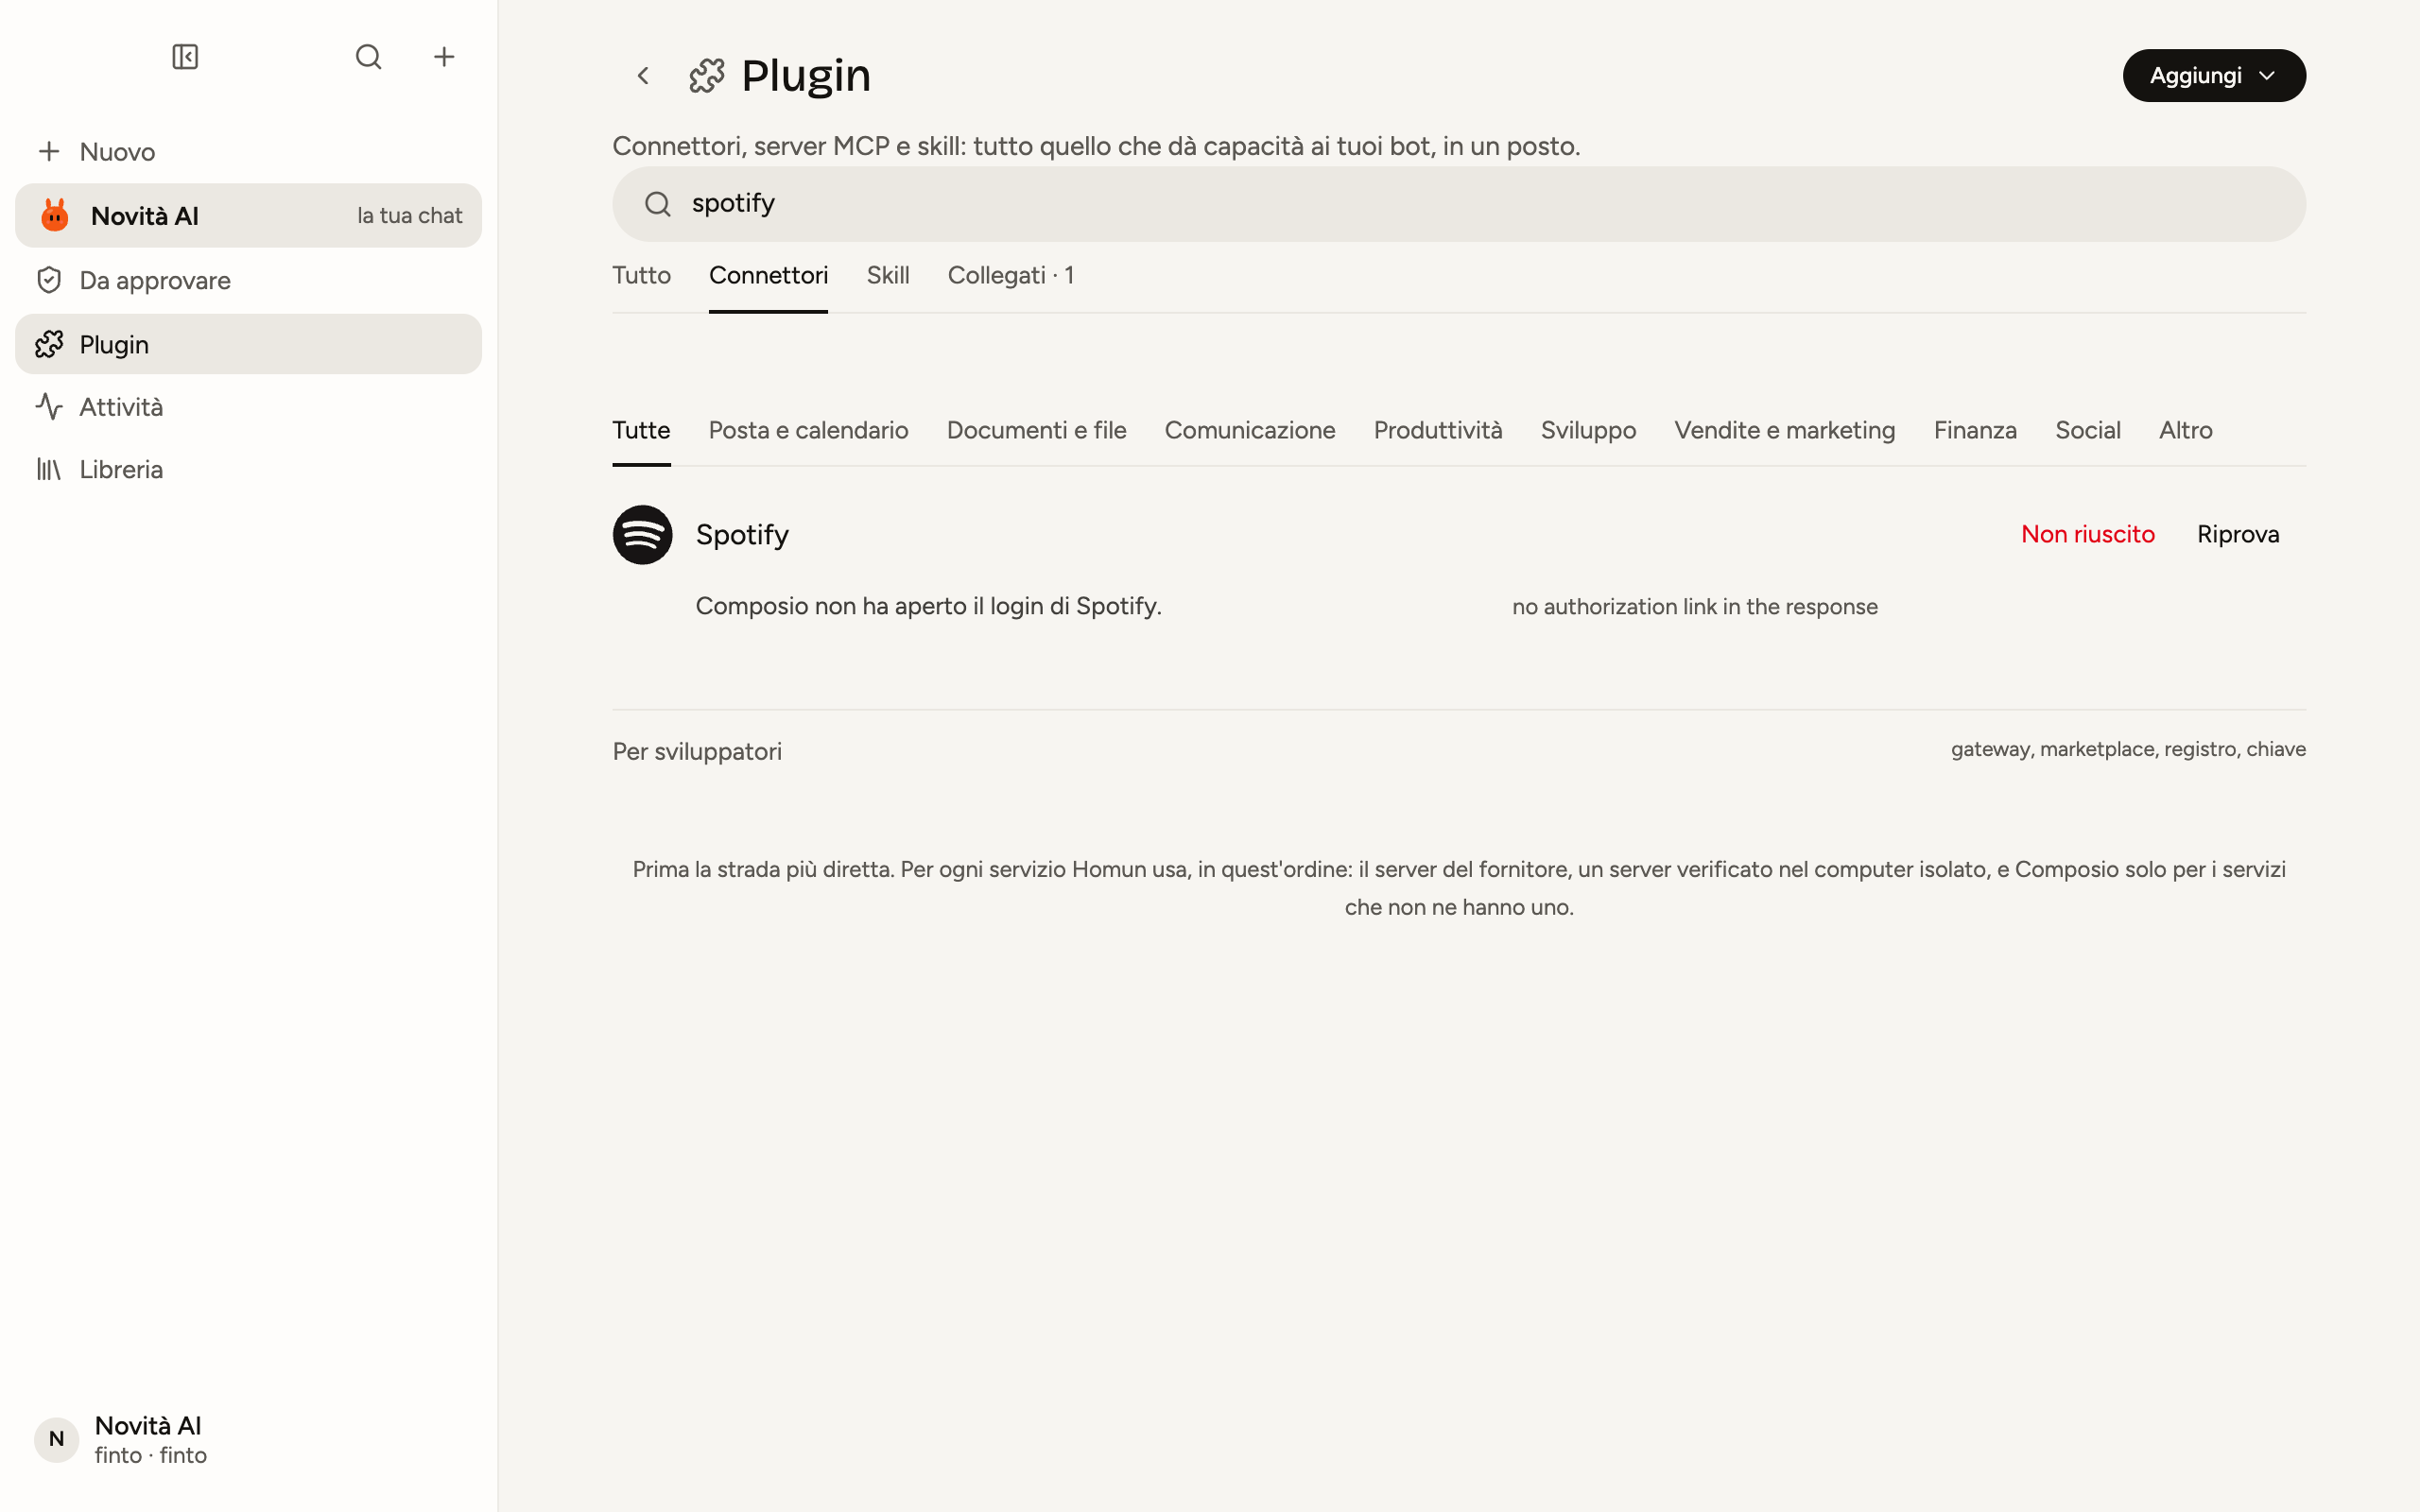 Plugin
Aggiungi
Connettori, server MCP e skill: tutto quello che dà capacità ai tuoi bot, in un posto.
spotify
Tutto Connettori Skill Collegati · 1
Tutte Posta e calendario Documenti e file Comunicazione Produttività Sviluppo Vendite e marketing Finanza Social Altro
Spotify Non riuscito Riprova
Composio non ha aperto il login di Spotify. no authorization link in the response
Per sviluppatori gateway, marketplace, registro, chiave
Prima la strada più diretta. Per ogni servizio Homun usa, in quest'ordine: il server del fornitore, un server verificato nel computer isolato, e Composio solo per i servizi
che non ne hanno uno.
Nuovo
Novità AI la tua chat
Da approvare
Plugin
Attività
Libreria
N
Novità AI
finto · finto